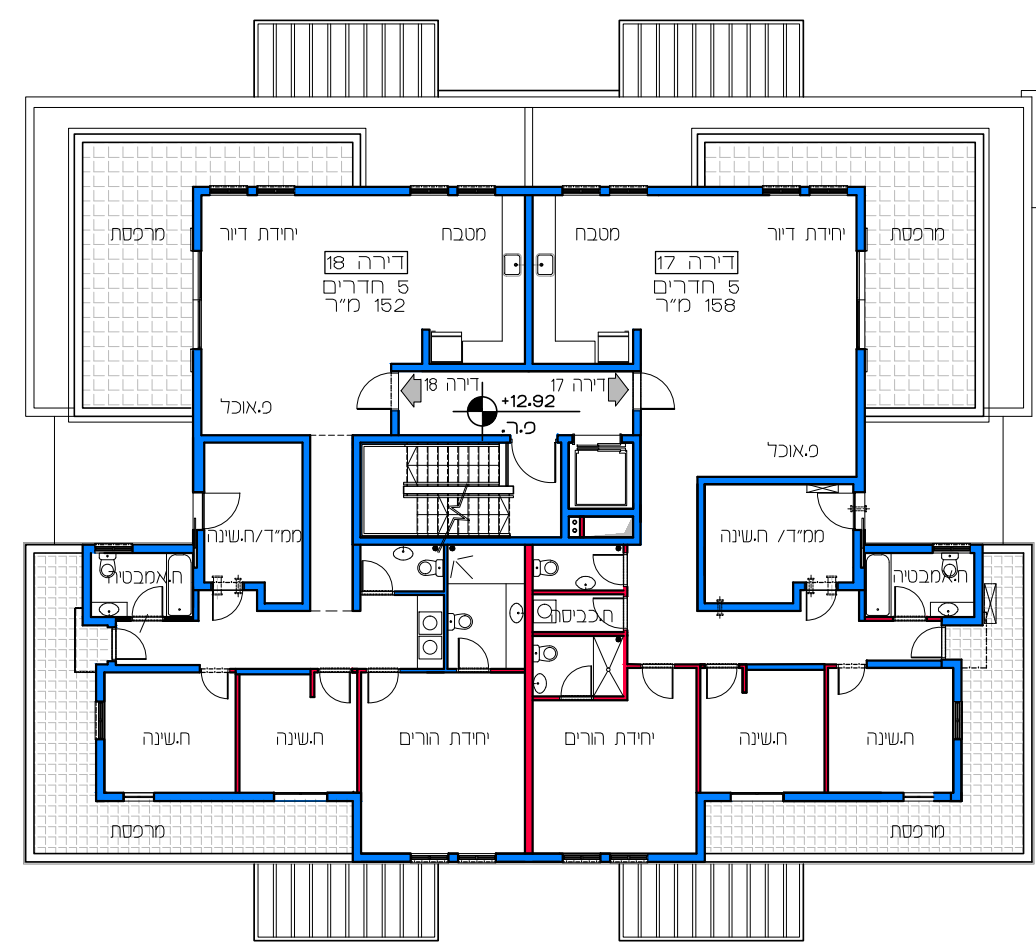 מרפסת
יחידת דיור
מטבח
מטבח
יחידת דיור
מרפסת
דירה 18
5 חדרים
152 מ״ר
דירה 17
5 חדרים
158 מ״ר
דירה 18
דירה 17
+12.92
פ.אוכל
ק.מ.
פ.אוכל
ממ״ד/ח.שינה
ממ״ד/ ח.שינה
ח.אמבטיה
ח.אמבטיה
ח.כביסה
ח.שינה
ח.שינה
יחידת הורים
יחידת הורים
ח.שינה
ח.שינה
מרפסת
מרפסת